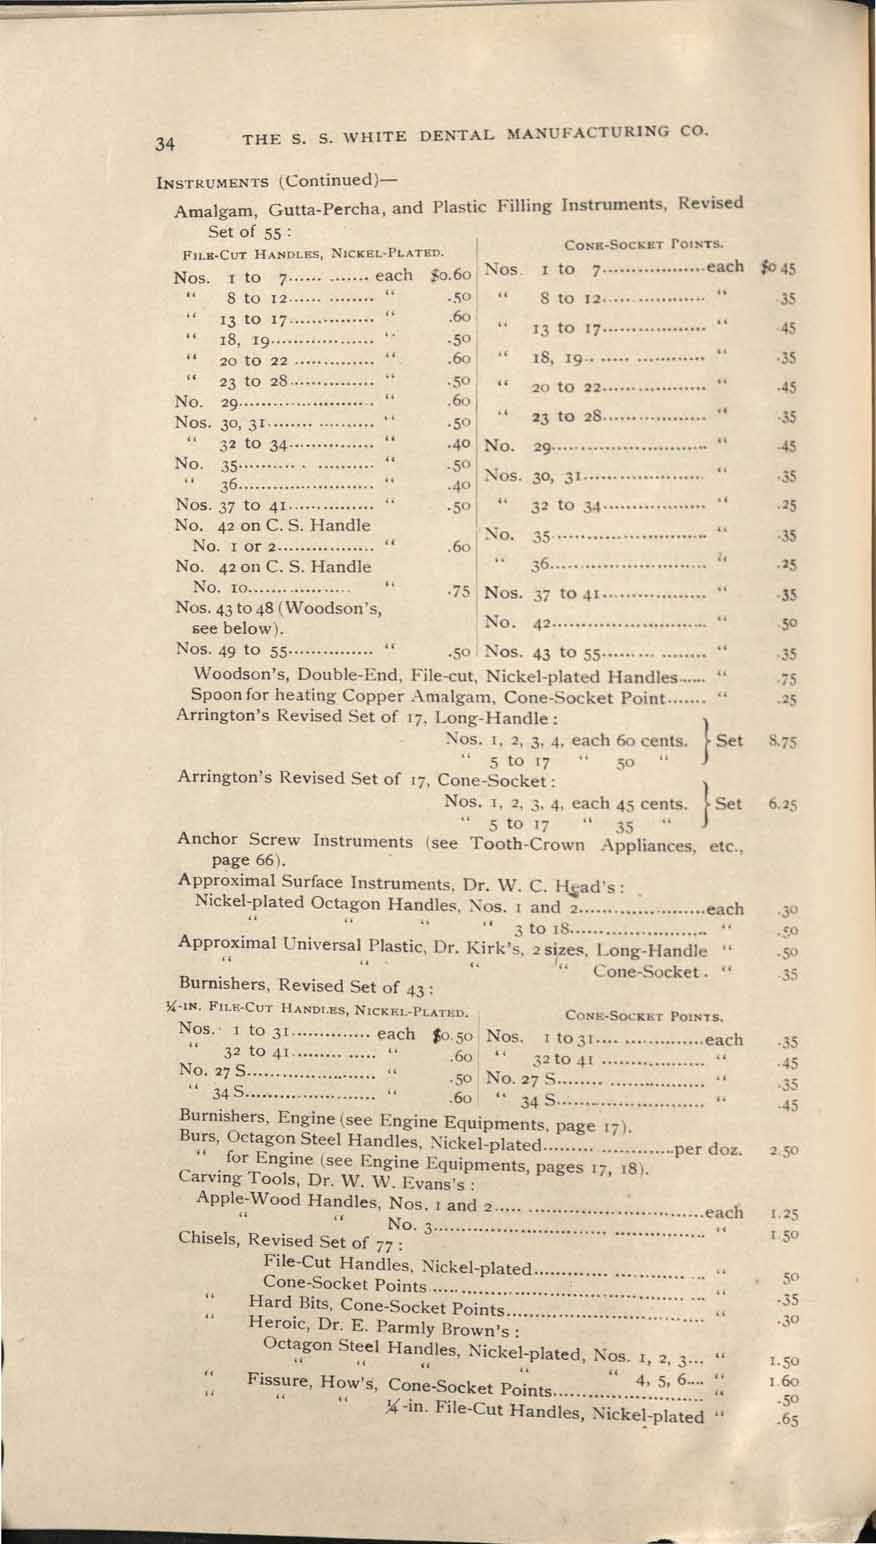 34 THE S. S. WHITE DENTAL MANUFACTURING CO.
INSTRUMENTS (Continued)—
Amalgam, Gutta-Percha, and Plastic Filling Instruments, Revised
Set of 55 :
FILE-CUT HANDLES, NICKEL-PLATED.
Nos. 1 to 7............. each $0.60
" 8 to 12.............. " .50
" 13 to 17............... " .60
" 18, 19.................. " .50
" 20 to 22 .............. " .60
" 23 to 28............... " .50
No. 29........................ " .60
Nos. 30, 31.................. " .50
" 32 to 34............... " .40
No. 35...................... " .50
" 36........................ " .40
Nos. 37 to 41............... " .50
No. 42 on C. S. Handle
No. 1 or 2................. " .60
No. 42 on C. S. Handle
No. 10.................. " .75
Nos. 43 to 48 (Woodson's,
see below).
Nos. 49 to 55............... " .50
CONE-SOCKET POINTS.
Nos. 1 to 7..................each $0 45
" 8 to 12.................. " .35
" 13 to 17.................. " .45
" 18, 19.................... " .35
" 20 to 22.................. " .45
" 23 to 28.................. " .35
No. 29........................... " .45
Nos. 30, 31..................... " .35
" 32 to 34.................. " .25
No. 35........................... " .35
" 36........................... " .25
Nos. 37 to 41.................. " .35
No. 42........................... " .50
Nos. 43 to 55.................. " .35
Woodson's, Double-End, File-cut, Nickel-plated Handles...... " .75
Spoon for heating Copper Amalgam, Cone-Socket Point....... " .25
Arrington's Revised Set of 17, Long-Handle :
Nos. 1, 2, 3, 4, each 60 cents. } Set 8.75
" 5 to 17 " 50 "
Arrington's Revised Set of 17, Cone-Socket :
Nos. 1, 2, 3, 4, each 45 cents. } Set 6.25
" 5 to 17 " 35 "
Anchor Screw Instruments (see Tooth-Crown Appliances, etc.,
page 66).
Approximal Surface Instruments, Dr. W. C. Head's :
Nickel-plated Octagon Handles, Nos. 1 and 2......................each .30
" " " " 3 to 18........................ " .50
Approximal Universal Plastic, Dr. Kirk's, 2 sizes, Long-Handle " .50
" " " " Cone-Socket . " .35
Burnishers, Revised Set of 43 :
¼-IN. FILE-CUT HANDLES, NICKEL-PLATED.
Nos. 1 to 31.............. each $0.50
" 32 to 41.............. " .60
No. 27 S....................... " .50
" 34 S....................... " .60
CONE-SOCKET POINTS.
Nos. 1 to 31...................each .35
" 32 to 41 .................. " .45
No. 27 S........................ " .35
" 34 S.......................... " .45
Burnishers, Engine (see Engine Equipments, page 17).
Burs, Octagon Steel Handles, Nickel-plated......................per doz. 2.50
" for Engine (see Engine Equipments, pages 17, 18).
Carving Tools, Dr. W. W. Evans's :
Apple-Wood Handles, Nos. 1 and 2...................................each 1.25
" " No. 3............................................... " 1.50
Chisels, Revised Set of 77 :
File-Cut Handles, Nickel-plated............................ " 50
Cone-Socket Points............................................. " .35
" Hard Bits, Cone-Socket Points.................................. " .30
" Heroic, Dr. E. Parmly Brown's :
Octagon Steel Handles, Nickel-plated, Nos. 1, 2, 3... " 1.50
" " " " " 4, 5, 6.... " 1.60
" Fissure, How's, Cone-Socket Points.......................... " .50
" " " ¼-in. File-Cut Handles, Nickel-plated " .65